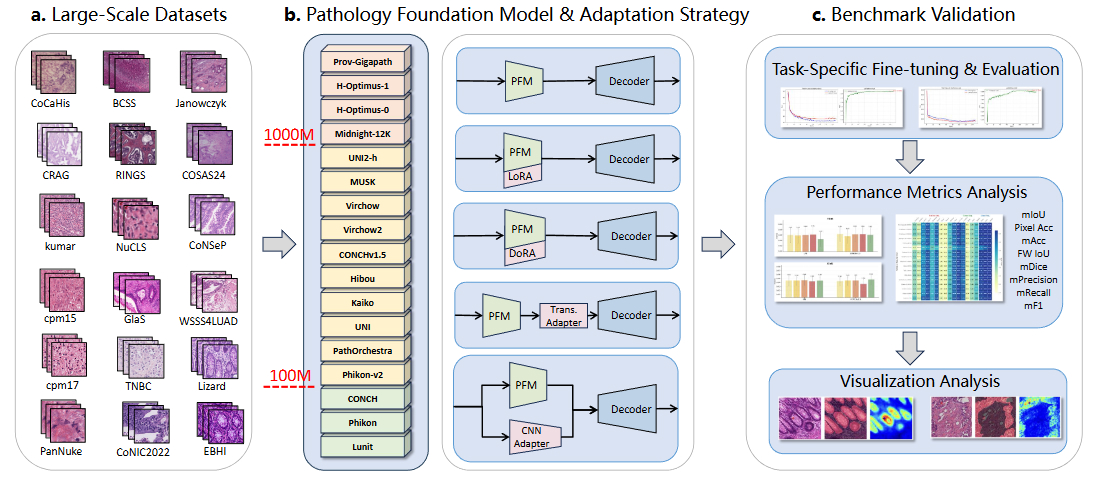 a. Large-Scale Datasets
CoCaHis
BCSS
Janowczyk
CRAG
RINGS
COSAS24
kumar
NuCLS
CoNSeP
cpm15
GlaS
WSSS4LUAD
cpm17
TNBC
Lizard
PanNuke
CoNIC2022
EBHI
b. Pathology Foundation Model & Adaptation Strategy
Prov-Gigapath
H-Optimus-1
H-Optimus-0
Midnight-12K
1000M
UNI2-h
MUSK
Virchow
Virchow2
CONCHv1.5
Hibou
Kaiko
UNI
PathOrchestra
Phikon-v2
100M
CONCH
Phikon
Lunit
PFM
Decoder
PFM
LoRA
Decoder
PFM
DoRA
Decoder
PFM
Trans.
Adapter
Decoder
PFM
CNN
Adapter
Decoder
c. Benchmark Validation
Task-Specific Fine-tuning & Evaluation
Performance Metrics Analysis
mIoU
Pixel Acc
mAcc
FW IoU
mDice
mPrecision
mRecall
mF1
Visualization Analysis